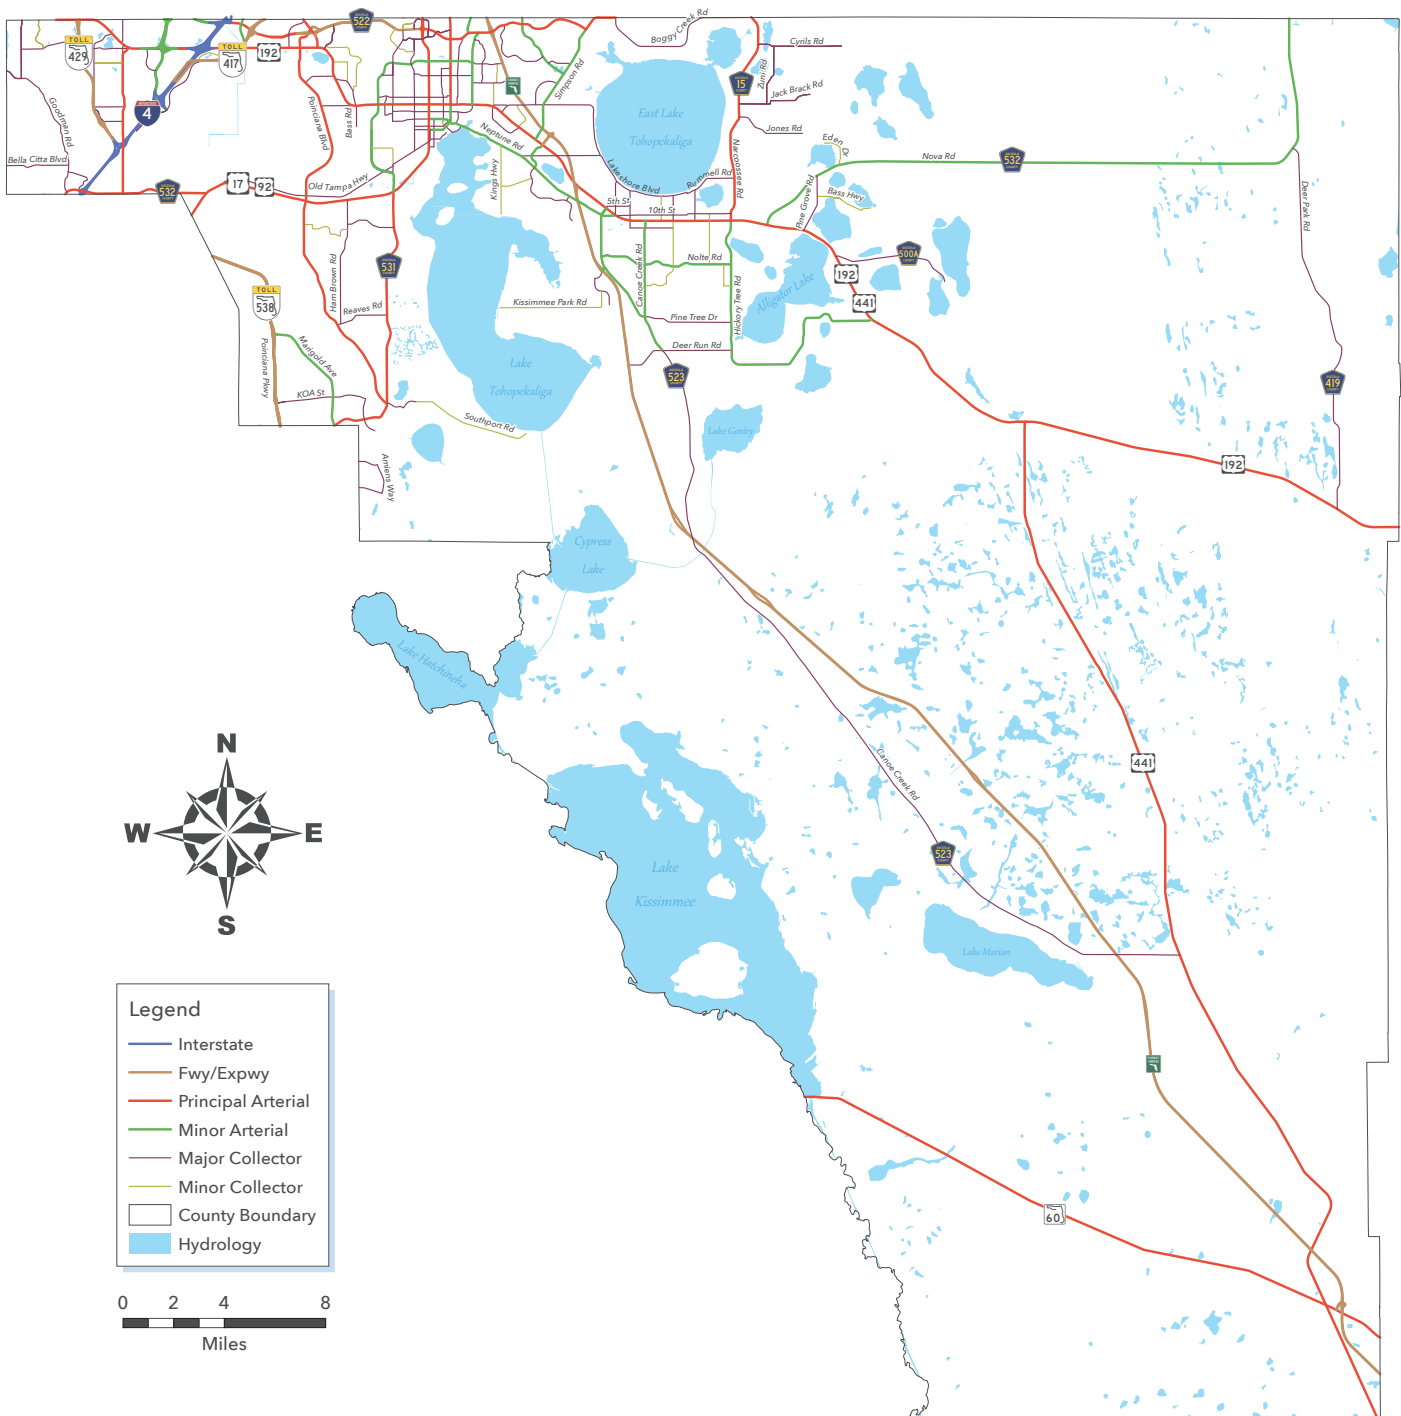 522
TOLL
429
TOLL
417
192
Boggy Creek Rd
Cyrils Rd
Zuni Rd
15
Jack Brack Rd
Simpson Rd
Goodman Rd
4
Poinciana Blvd
Bass Rd
East Lake
Tohopekaliga
Jones Rd
Neptune Rd
Eden Dr
Nova Rd
532
Bella Citta Blvd
Lakeshore Blvd
Rummell Rd
Narcoossee Rd
Kings Hwy
17
92
Old Tampa Hwy
532
5th St
10th St
Pine Grove Rd
Bass Hwy
Deer Park Rd
531
Ham Brown Rd
Canoe Creek Rd
Nolte Rd
Hickory Tree Rd
Alligator Lake
500A
192
441
TOLL
538
Reaves Rd
Kissimmee Park Rd
Pine Tree Dr
Deer Run Rd
Marigold Ave
Poinciana Pkwy
Lake
Tohopekaliga
523
419
KOA St
Southport Rd
Lake Gentry
Amiens Way
192
Cypress
Lake
Lake Hatchineha
N
W
E
S
441
Canoe Creek Rd
523
Lake
Kissimmee
Lake Marian
Legend
Interstate
Fwy/Expwy
Principal Arterial
Minor Arterial
Major Collector
Minor Collector
County Boundary
Hydrology
60
0 2 4 8
Miles